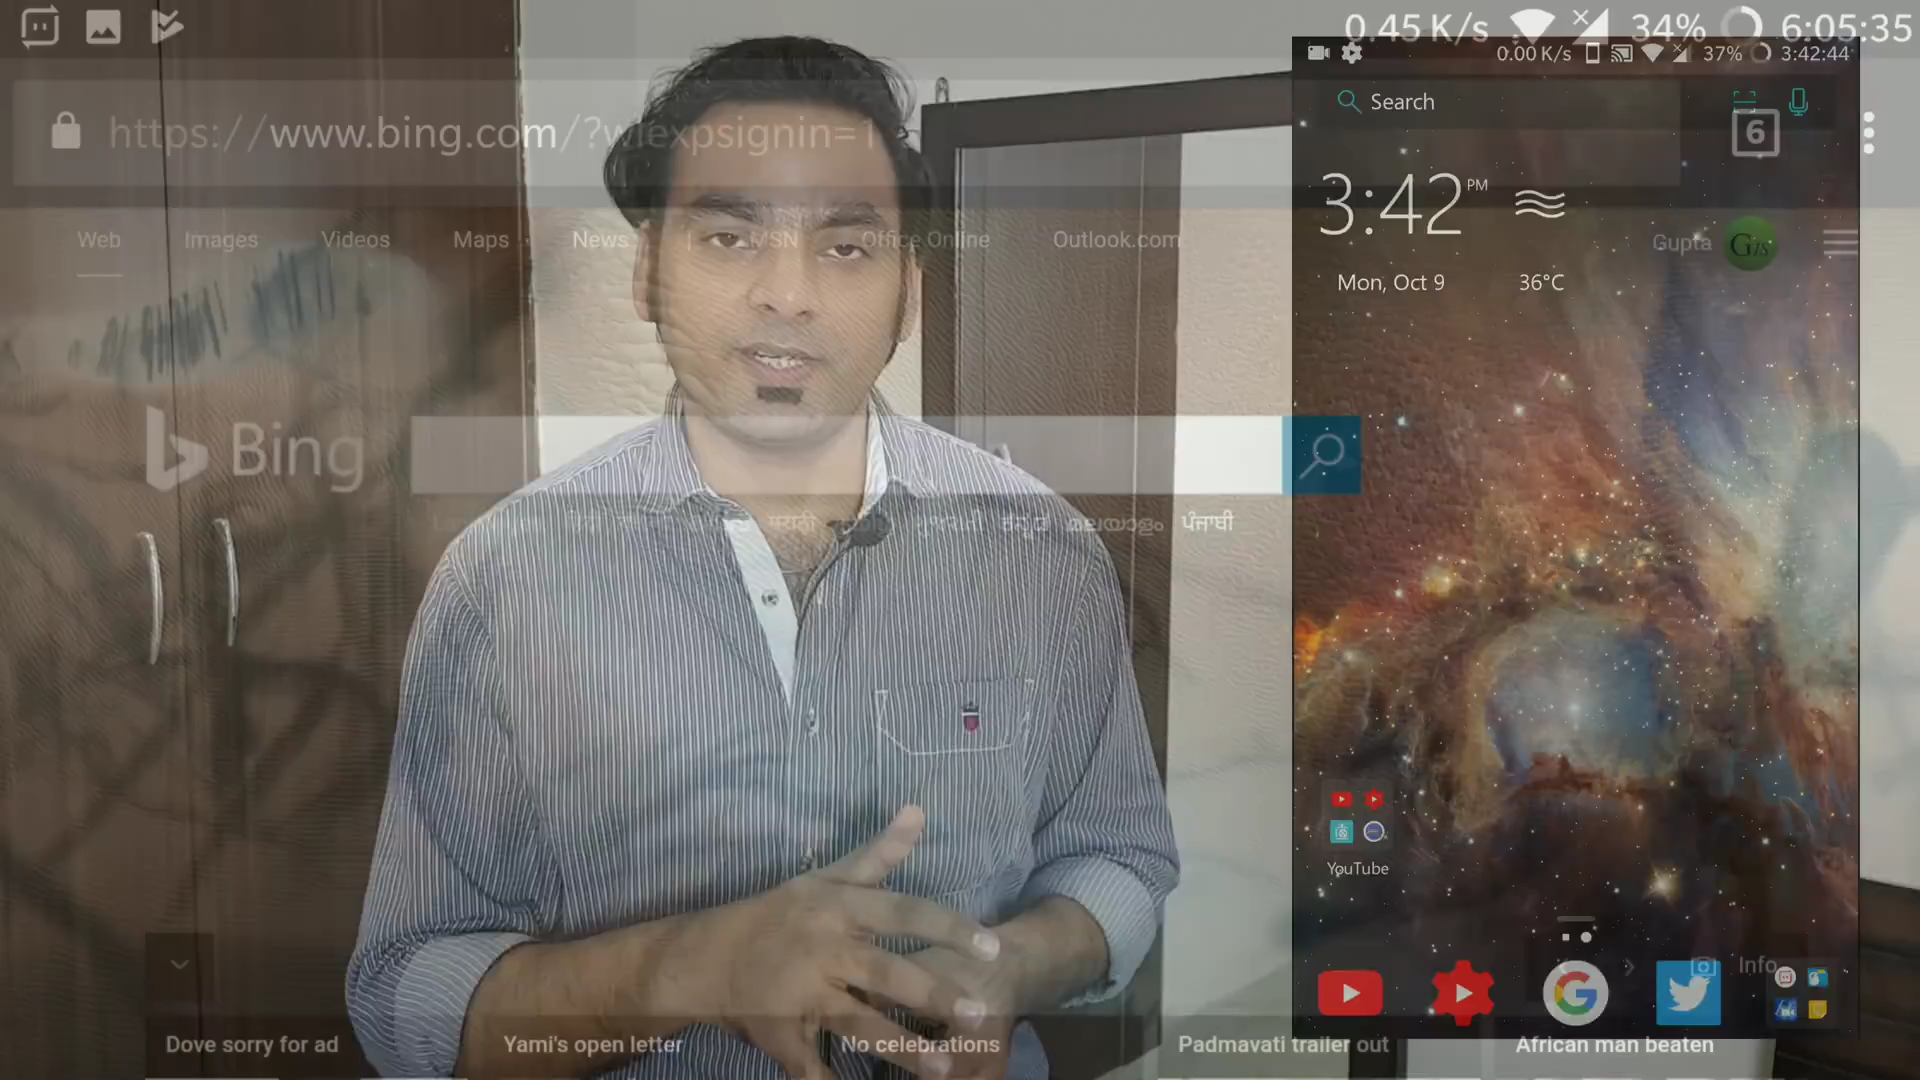 0.45 K/s 34% 6:05:35
0.00 K/s 37% 3:42:44
https://www.bing.com/?wlexpsignin=1
Search
6
3:42 PM
Web Images Videos Maps News MSN Office Online Outlook.com
Gupta
Mon, Oct 9 36°C
Bing
मराठी ಕನ್ನಡ മലയാളം ਪੰਜਾਬੀ
YouTube
Info
Dove sorry for ad Yami's open letter No celebrations Padmavati trailer out African man beaten